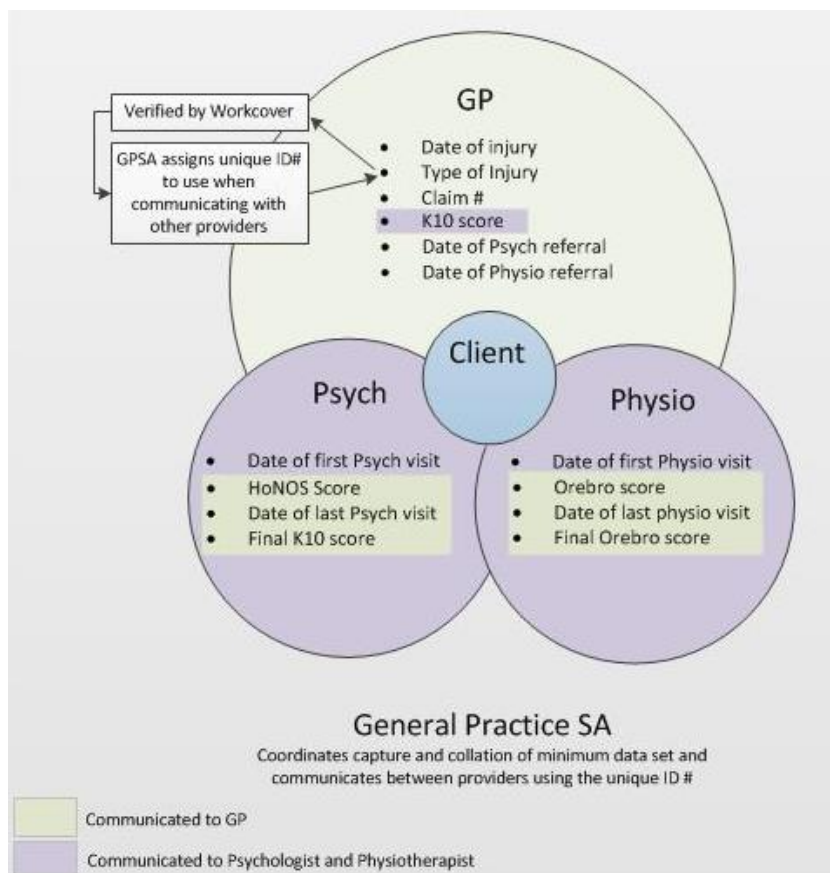 GP
Verified by Workcover
GPSA assigns unique ID#
to use when
communicating with
other providers
• Date of injury
• Type of Injury
• Claim #
• K10 score
• Date of Psych referral
• Date of Physio referral
Client
Psych
• Date of first Psych visit
• HoNOS Score
• Date of last Psych visit
• Final K10 score
Physio
• Date of first Physio visit
• Orebro score
• Date of last physio visit
• Final Orebro score
General Practice SA
Coordinates capture and collation of minimum data set and
communicates between providers using the unique ID #
Communicated to GP
Communicated to Psychologist and Physiotherapist